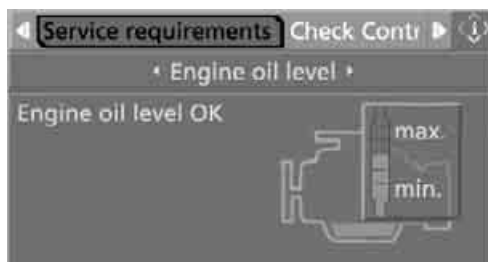 Service requirements Check Contr
Engine oil level
Engine oil level OK
max.
min.